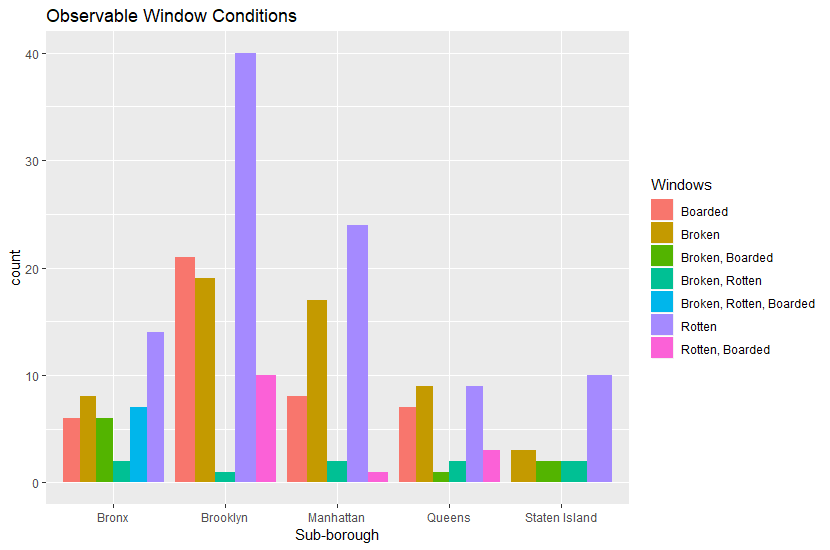 Observable Window Conditions
40
30
20
10
0
count
Bronx
Brooklyn
Manhattan
Queens
Staten Island
Sub-borough
Windows
Boarded
Broken
Broken, Boarded
Broken, Rotten
Broken, Rotten, Boarded
Rotten
Rotten, Boarded